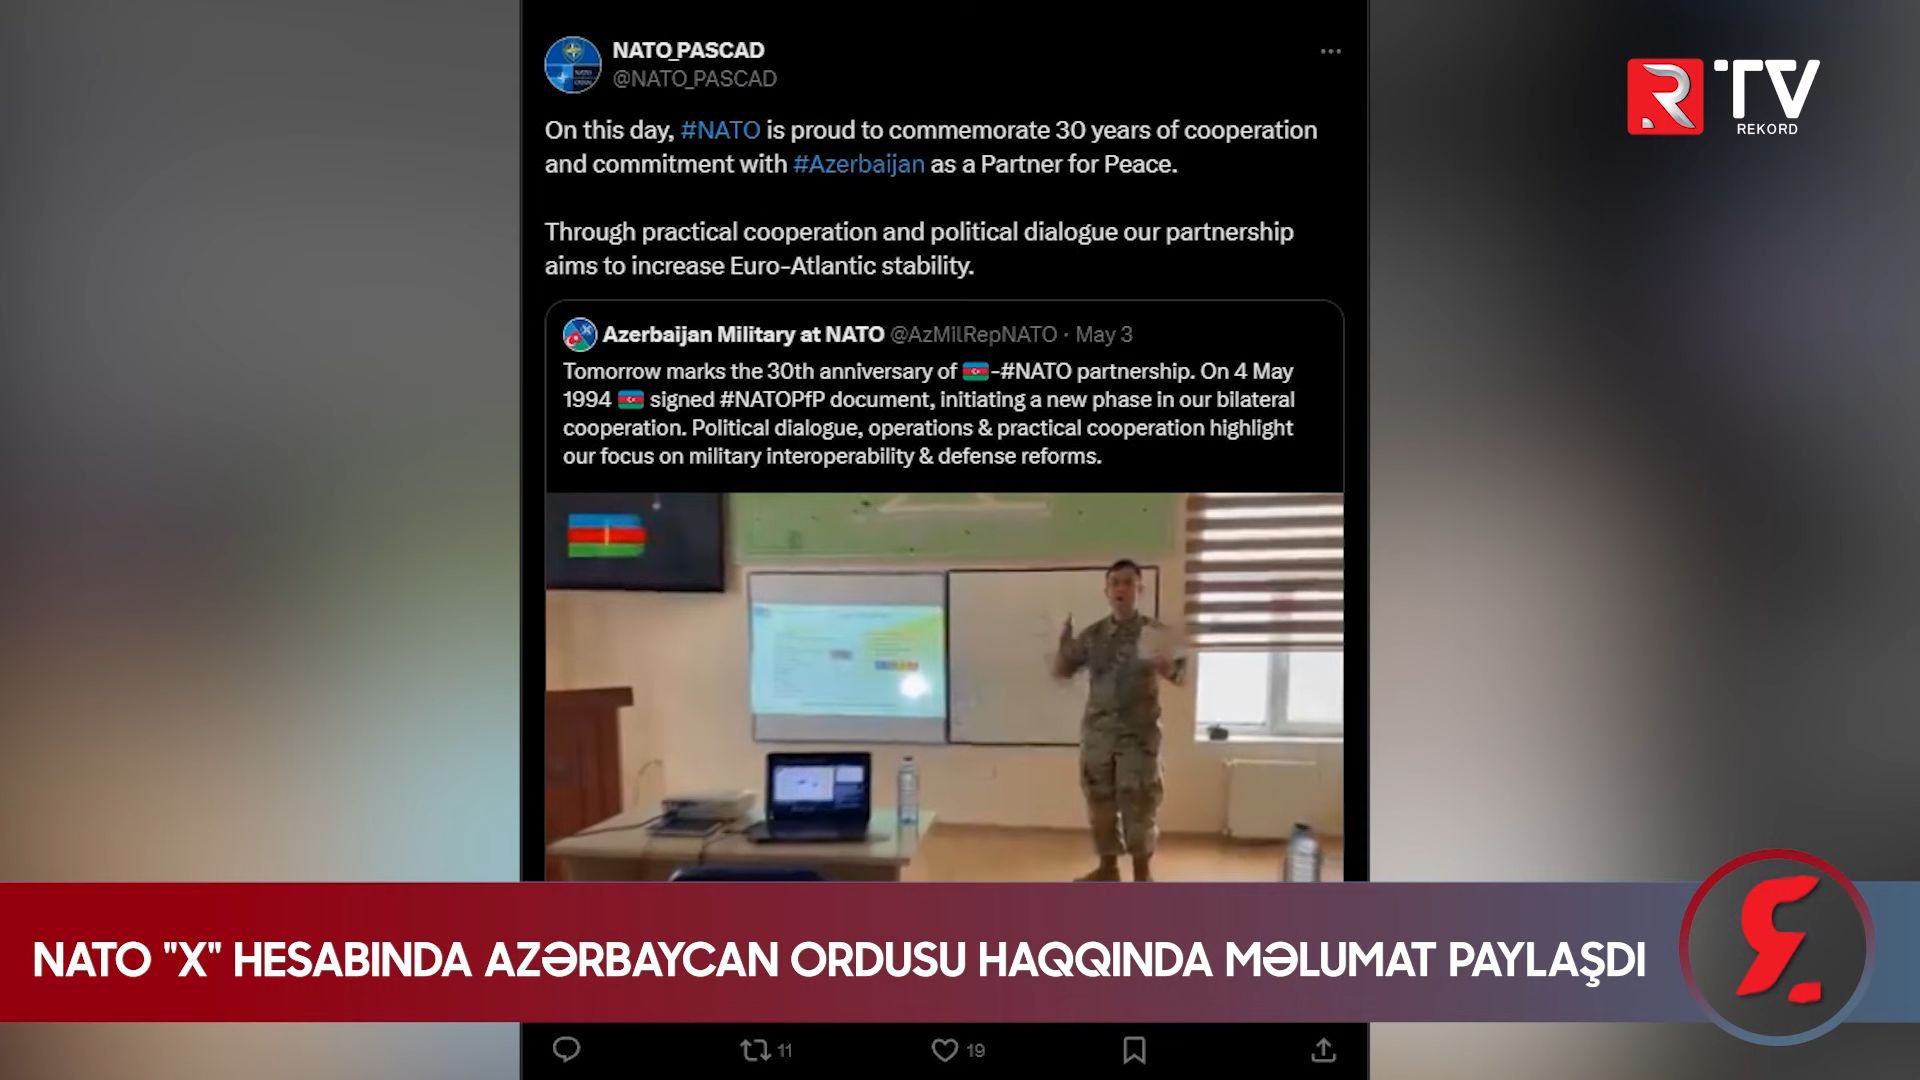 NATO_PASCAD
@NATO_PASCAD
On this day, #NATO is proud to commemorate 30 years of cooperation
and commitment with #Azerbaijan as a Partner for Peace.
Through practical cooperation and political dialogue our partnership
aims to increase Euro-Atlantic stability.
Azerbaijan Military at NATO @AzMilRepNATO · May 3
Tomorrow marks the 30th anniversary of 🇦🇿-#NATO partnership. On 4 May
1994 🇦🇿 signed #NATOPfP document, initiating a new phase in our bilateral
cooperation. Political dialogue, operations & practical cooperation highlight
our focus on military interoperability & defense reforms.
R TV
REKORD
NATO "X" HESABINDA AZƏRBAYCAN ORDUSU HAQQINDA MƏLUMAT PAYLAŞDI
11
19